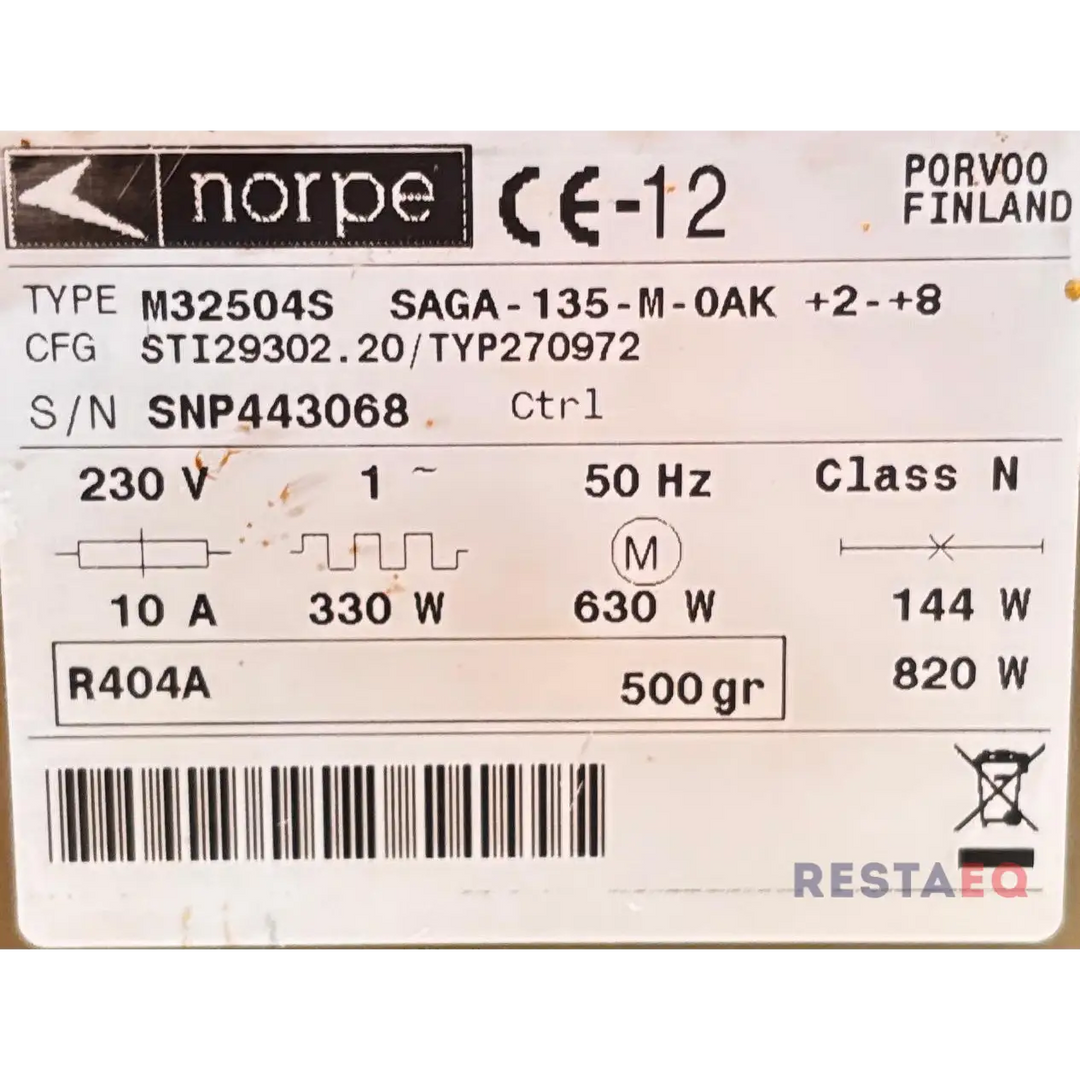 norpe CE-12 PORVOO
FINLAND
TYPE M32504S SAGA-135-M-OAK +2-+8
CFG STI29302.20/TYP270972
S/N SNP443068 Ctrl
230 V 1 ~ 50 Hz Class N
M
10 A 330 W 630 W 144 W
R404A 500gr 820 W
RESTAEQ